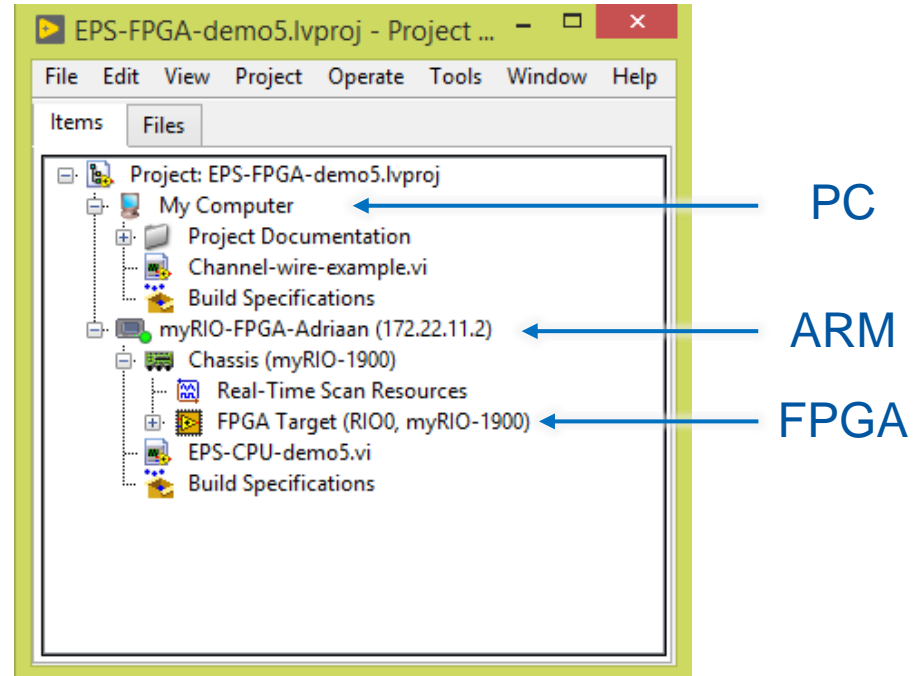 EPS-FPGA-demo5.lvproj - Project ...
File Edit View Project Operate Tools Window Help
Items Files
Project: EPS-FPGA-demo5.lvproj
My Computer PC
Project Documentation
Channel-wire-example.vi
Build Specifications
myRIO-FPGA-Adriaan (172.22.11.2) ARM
Chassis (myRIO-1900)
Real-Time Scan Resources
FPGA Target (RIO0, myRIO-1900) FPGA
EPS-CPU-demo5.vi
Build Specifications